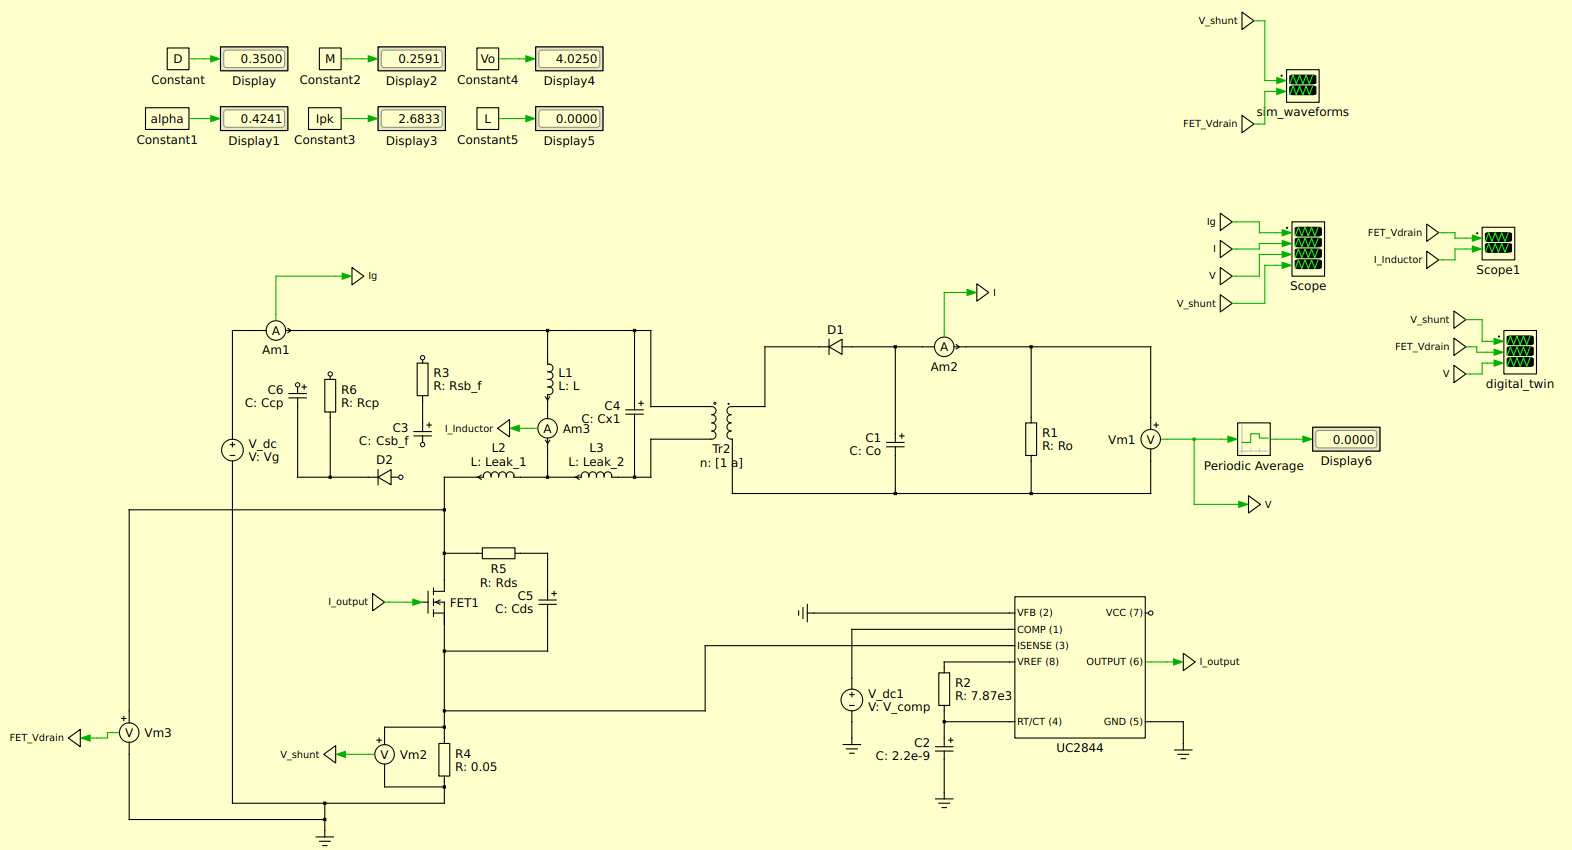 V_shunt
sim_waveforms
FET_Vdrain
D
Constant
0.3500
Display
M
Constant2
0.2591
Display2
Vo
Constant4
4.0250
Display4
alpha
Constant1
0.4241
Display1
Ipk
Constant3
2.6833
Display3
L
Constant5
0.0000
Display5
Ig
I
V
V_shunt
Scope
FET_Vdrain
I_Inductor
Scope1
V_shunt
FET_Vdrain
V
digital_twin
Ig
A
Am1
I
A
Am2
D1
C6
C: Ccp
R6
R: Rcp
R3
R: Rsb_f
C3
C: Csb_f
D2
L1
L: L
I_Inductor
A
Am3
C4
C: Cx1
L2
L: Leak_1
L3
L: Leak_2
Tr2
n: [1 a]
V_dc
V: Vg
C1
C: Co
R1
R: Ro
Vm1
V
Periodic Average
0.0000
Display6
V
R5
R: Rds
C5
C: Cds
I_output
FET1
VFB (2)
COMP (1)
ISENSE (3)
VREF (8)
RT/CT (4)
VCC (7)
OUTPUT (6)
GND (5)
UC2844
I_output
R2
R: 7.87e3
V_dc1
V: V_comp
C2
C: 2.2e-9
FET_Vdrain
V
Vm3
V_shunt
V
Vm2
R4
R: 0.05